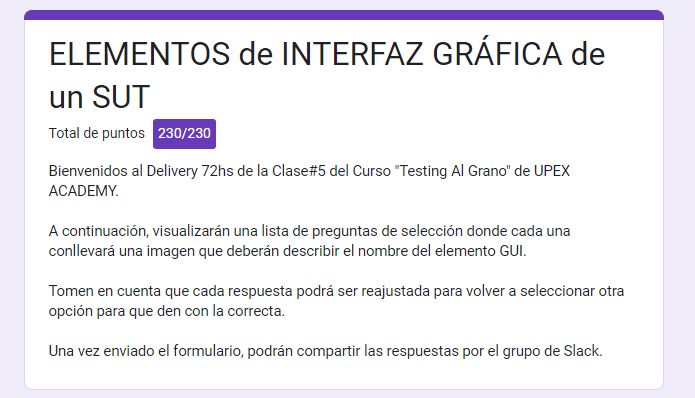 ELEMENTOS de INTERFAZ GRÁFICA de
un SUT
Total de puntos 230/230
Bienvenidos al Delivery 72hs de la Clase#5 del Curso "Testing Al Grano" de UPEX
ACADEMY.
A continuación, visualizarán una lista de preguntas de selección donde cada una
conllevará una imagen que deberán describir el nombre del elemento GUI.
Tomen en cuenta que cada respuesta podrá ser reajustada para volver a seleccionar otra
opción para que den con la correcta.
Una vez enviado el formulario, podrán compartir las respuestas por el grupo de Slack.